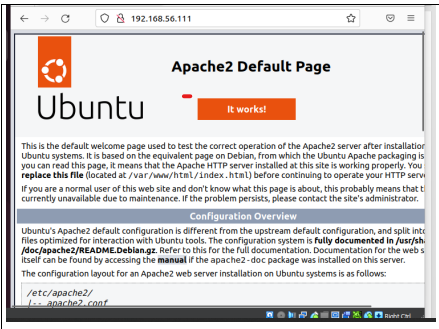 192.168.56.111
Apache2 Default Page
Ubuntu
It works!
This is the default welcome page used to test the correct operation of the Apache2 server after installation
Ubuntu systems. It is based on the equivalent page on Debian, from which the Ubuntu Apache packaging is
you can read this page, it means that the Apache HTTP server installed at this site is working properly. You
replace this file (located at /var/www/html/index.html) before continuing to operate your HTTP serv
If you are a normal user of this web site and don't know what this page is about, this probably means that t
currently unavailable due to maintenance. If the problem persists, please contact the site's administrator.
Configuration Overview
Ubuntu's Apache2 default configuration is different from the upstream default configuration, and split into
files optimized for interaction with Ubuntu tools. The configuration system is fully documented in /usr/sha
/doc/apache2/README.Debian.gz. Refer to this for the full documentation. Documentation for the web s
itself can be found by accessing the manual if the apache2-doc package was installed on this server.
The configuration layout for an Apache2 web server installation on Ubuntu systems is as follows:
/etc/apache2/
|-- apache2.conf
Right Ctrl